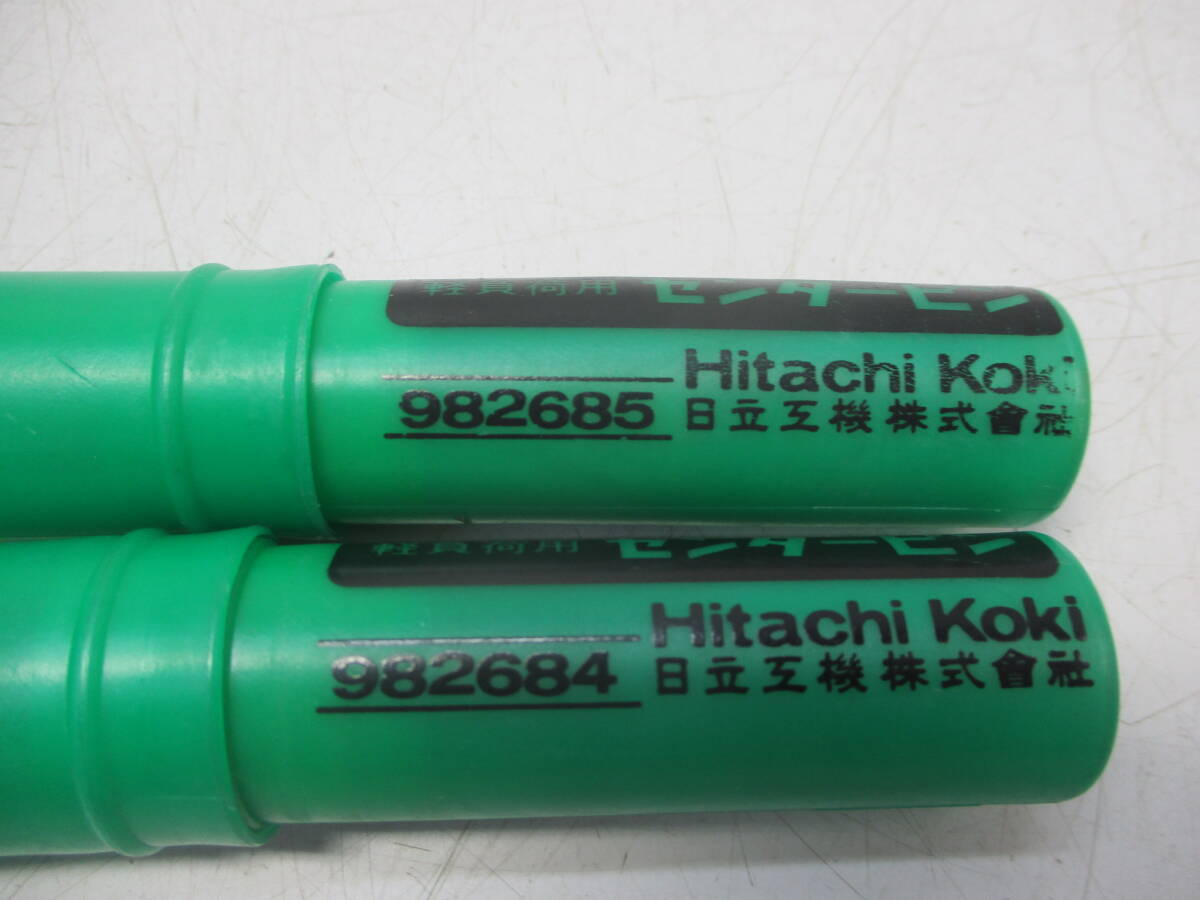 軽負荷用 センターピン
Hitachi Koki
982685 日立工機株式會社
軽負荷用 センターピン
Hitachi Koki
982684 日立工機株式會社